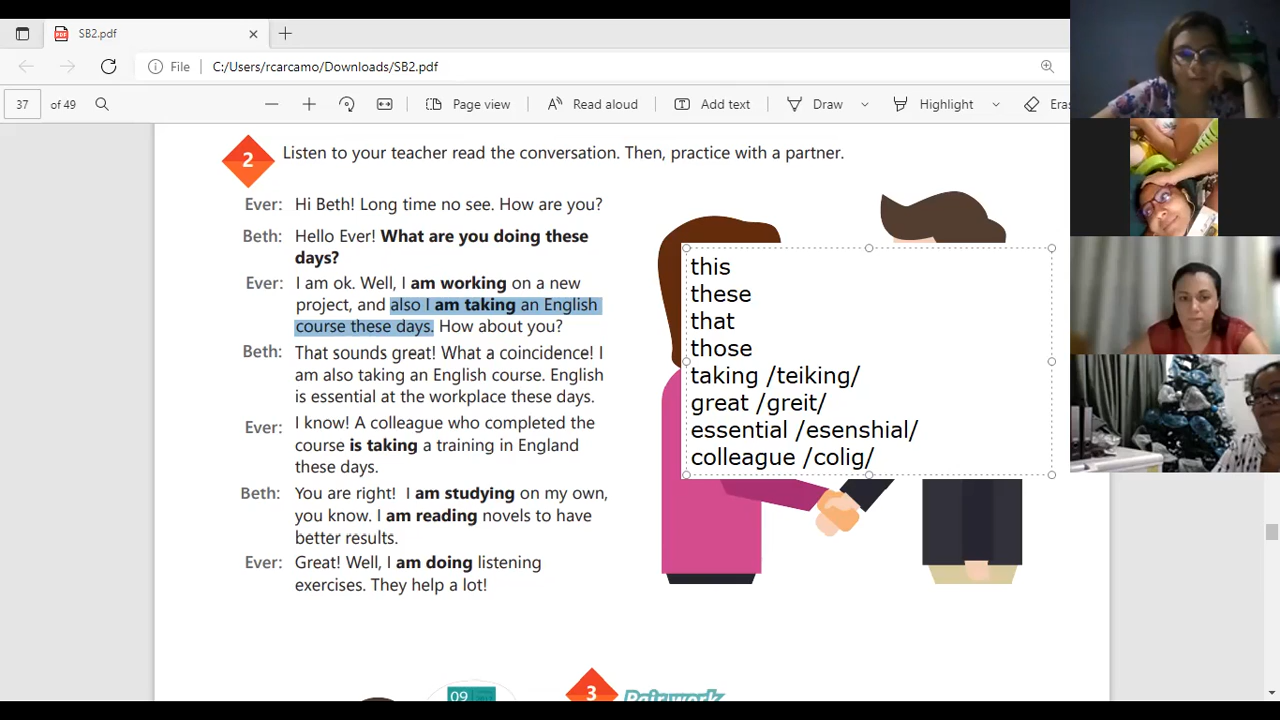 SB2.pdf
File
C:/Users/rcarcamo/Downloads/SB2.pdf
37 of 49
Page view
Read aloud
Add text
Draw
Highlight
Eras
2
Listen to your teacher read the conversation. Then, practice with a partner.
Ever: Hi Beth! Long time no see. How are you?
Beth: Hello Ever! What are you doing these
days?
Ever: I am ok. Well, I am working on a new
project, and also I am taking an English
course these days. How about you?
Beth: That sounds great! What a coincidence! I
am also taking an English course. English
is essential at the workplace these days.
Ever: I know! A colleague who completed the
course is taking a training in England
these days.
Beth: You are right! I am studying on my own,
you know. I am reading novels to have
better results.
Ever: Great! Well, I am doing listening
exercises. They help a lot!
this
these
that
those
taking /teiking/
great /greit/
essential /esenshial/
colleague /colig/
09
3
Pair work